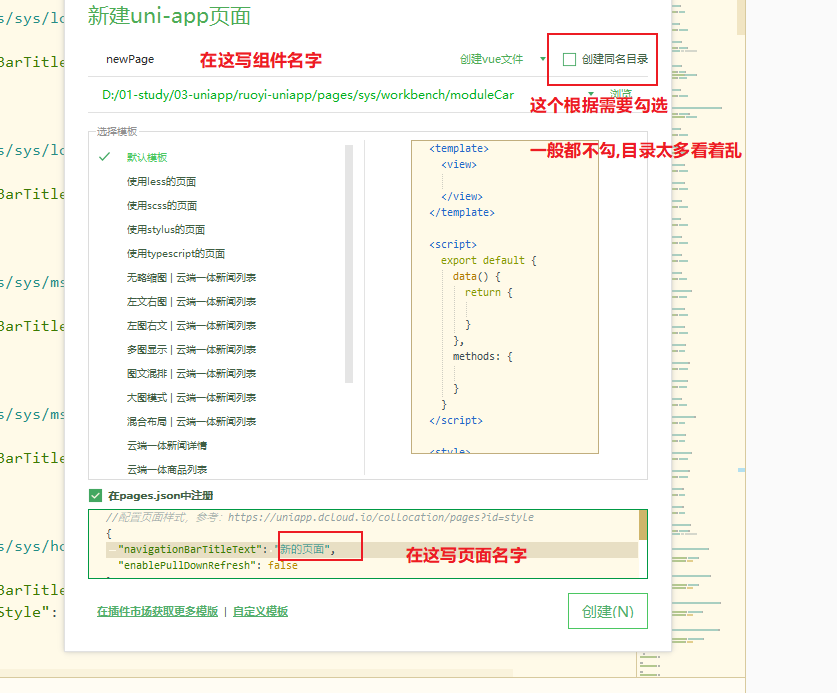 新建uni-app页面
s/sys/lo
newPage
在这写组件名字
创建vue文件
创建同名目录
BarTitle
D:/01-study/03-uniapp/ruoyi-uniapp/pages/sys/workbench/moduleCar
浏览
这个根据需要勾选
选择模板
一般都不勾,目录太多看着乱
s/sys/lo
默认模板
使用less的页面
BarTitle
使用scss的页面
使用stylus的页面
使用typescript的页面
s/sys/ms
无略缩图 | 云端一体新闻列表
左文右图 | 云端一体新闻列表
BarTitle
左图右文 | 云端一体新闻列表
多图显示 | 云端一体新闻列表
图文混排 | 云端一体新闻列表
大图模式 | 云端一体新闻列表
s/sys/ms
混合布局 | 云端一体新闻列表
云端一体新闻详情
BarTitle
云端一体商品列表
<template>
<view>
</view>
</template>
<script>
export default {
data() {
return {
}
},
methods: {
}
}
</script>
<style>
在pages.json中注册
//配置页面样式，参考：https://uniapp.dcloud.io/collocation/pages?id=style
{
s/sys/ho
"navigationBarTitleText": "新的页面",
在这写页面名字
"enablePullDownRefresh": false
BarTitle
Style":
在插件市场获取更多模版 | 自定义模板
创建(N)